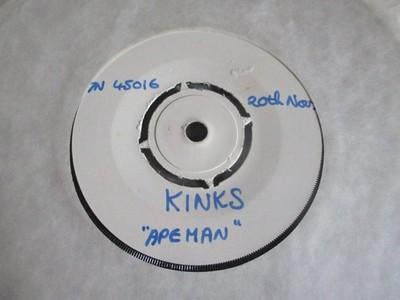 7N 45016
20th Nov.
KINKS
"APEMAN"